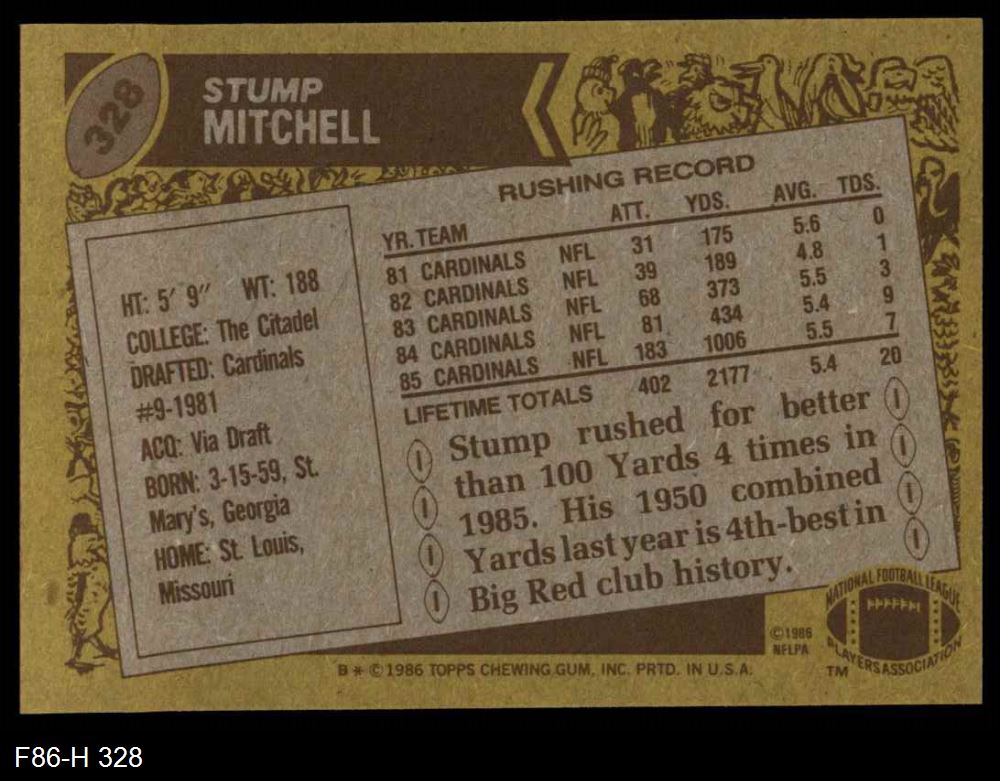 328
STUMP
MITCHELL
RUSHING RECORD
YR. TEAM ATT. YDS. AVG. TDS.
81 CARDINALS NFL 31 175 5.6 0
82 CARDINALS NFL 39 189 4.8 1
83 CARDINALS NFL 68 373 5.5 3
84 CARDINALS NFL 81 434 5.4 9
85 CARDINALS NFL 183 1006 5.5 7
LIFETIME TOTALS 402 2177 5.4 20
HT: 5' 9" WT: 188
COLLEGE: The Citadel
DRAFTED: Cardinals
#9-1981
ACQ: Via Draft
BORN: 3-15-59, St.
Mary's, Georgia
HOME: St. Louis,
Missouri
Stump rushed for better
than 100 Yards 4 times in
1985. His 1950 combined
Yards last year is 4th-best in
Big Red club history.
©1986
NFLPA
NATIONAL FOOTBALL LEAGUE
PLAYERS ASSOCIATION
TM
B * © 1986 TOPPS CHEWING GUM, INC. PRTD. IN U.S.A.
F86-H 328